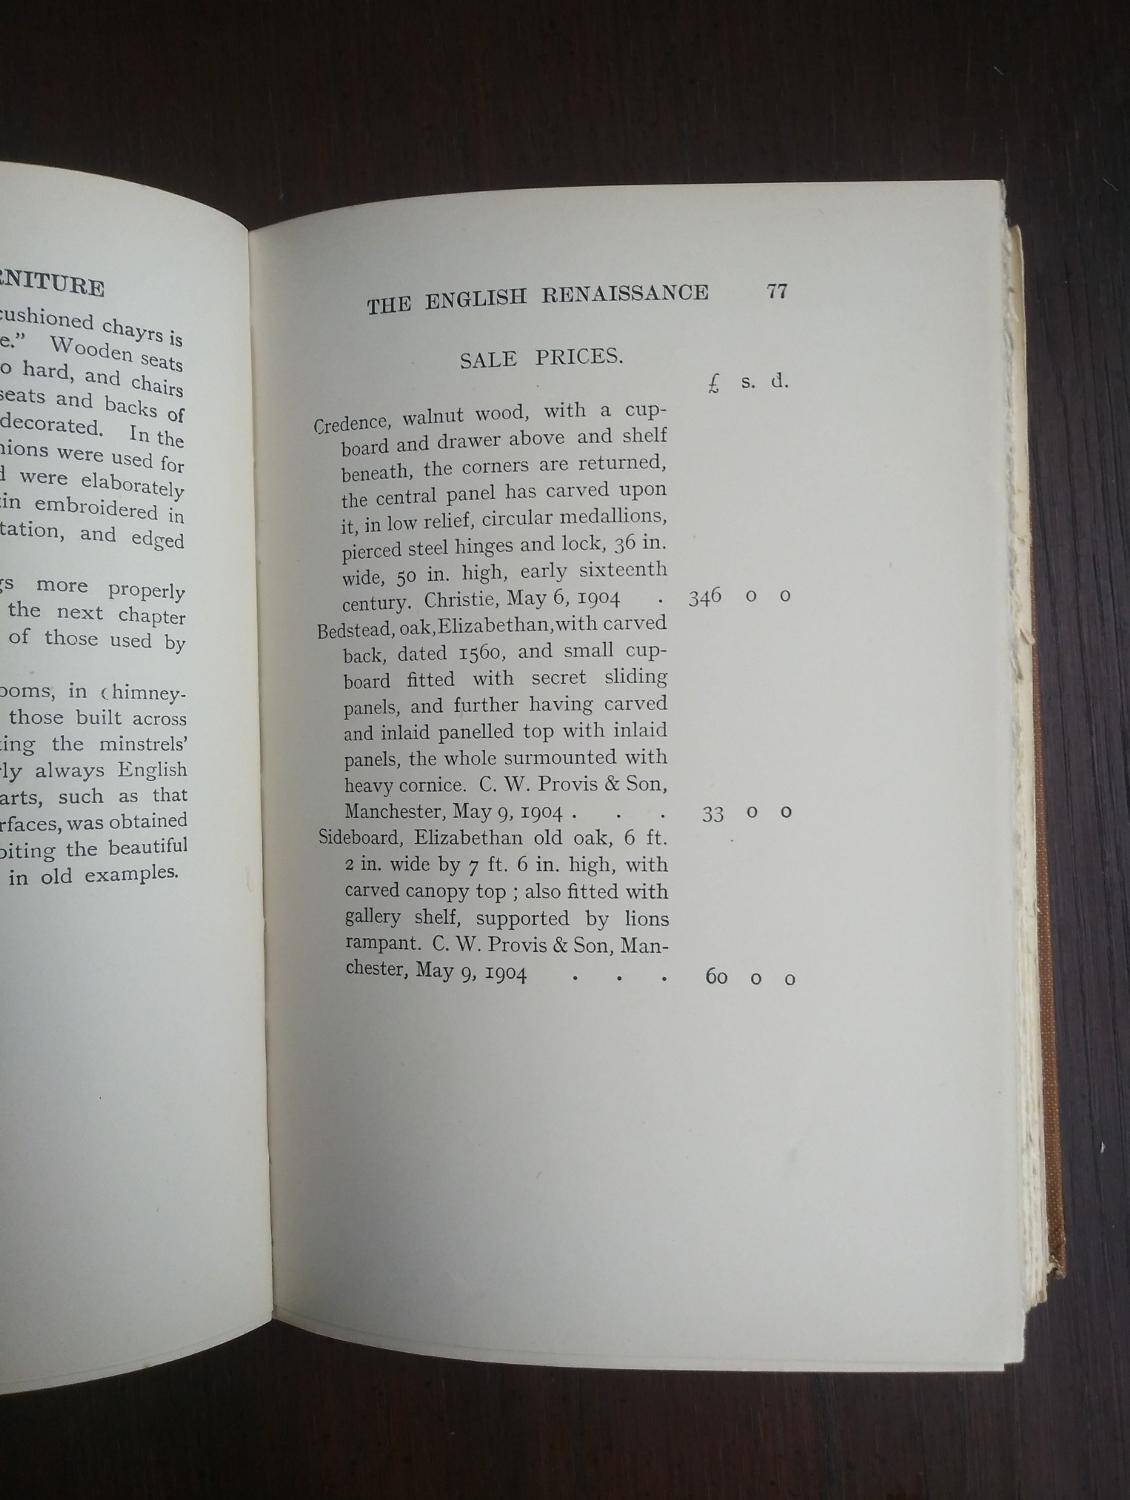 RNITURE
cushioned chayrs is
e.” Wooden seats
o hard, and chairs
seats and backs of
decorated. In the
nions were used for
d were elaborately
tin embroidered in
tation, and edged
gs more properly
the next chapter
of those used by
ooms, in chimney-
those built across
ting the minstrels’
rly always English
arts, such as that
rfaces, was obtained
biting the beautiful
in old examples.
THE ENGLISH RENAISSANCE 77
SALE PRICES.
£ s. d.
Credence, walnut wood, with a cup-
board and drawer above and shelf
beneath, the corners are returned,
the central panel has carved upon
it, in low relief, circular medallions,
pierced steel hinges and lock, 36 in.
wide, 50 in. high, early sixteenth
century. Christie, May 6, 1904 . 346 0 0
Bedstead, oak, Elizabethan, with carved
back, dated 1560, and small cup-
board fitted with secret sliding
panels, and further having carved
and inlaid panelled top with inlaid
panels, the whole surmounted with
heavy cornice. C. W. Provis & Son,
Manchester, May 9, 1904 . . . 33 0 0
Sideboard, Elizabethan old oak, 6 ft.
2 in. wide by 7 ft. 6 in. high, with
carved canopy top ; also fitted with
gallery shelf, supported by lions
rampant. C. W. Provis & Son, Man-
chester, May 9, 1904 . . . 60 0 0